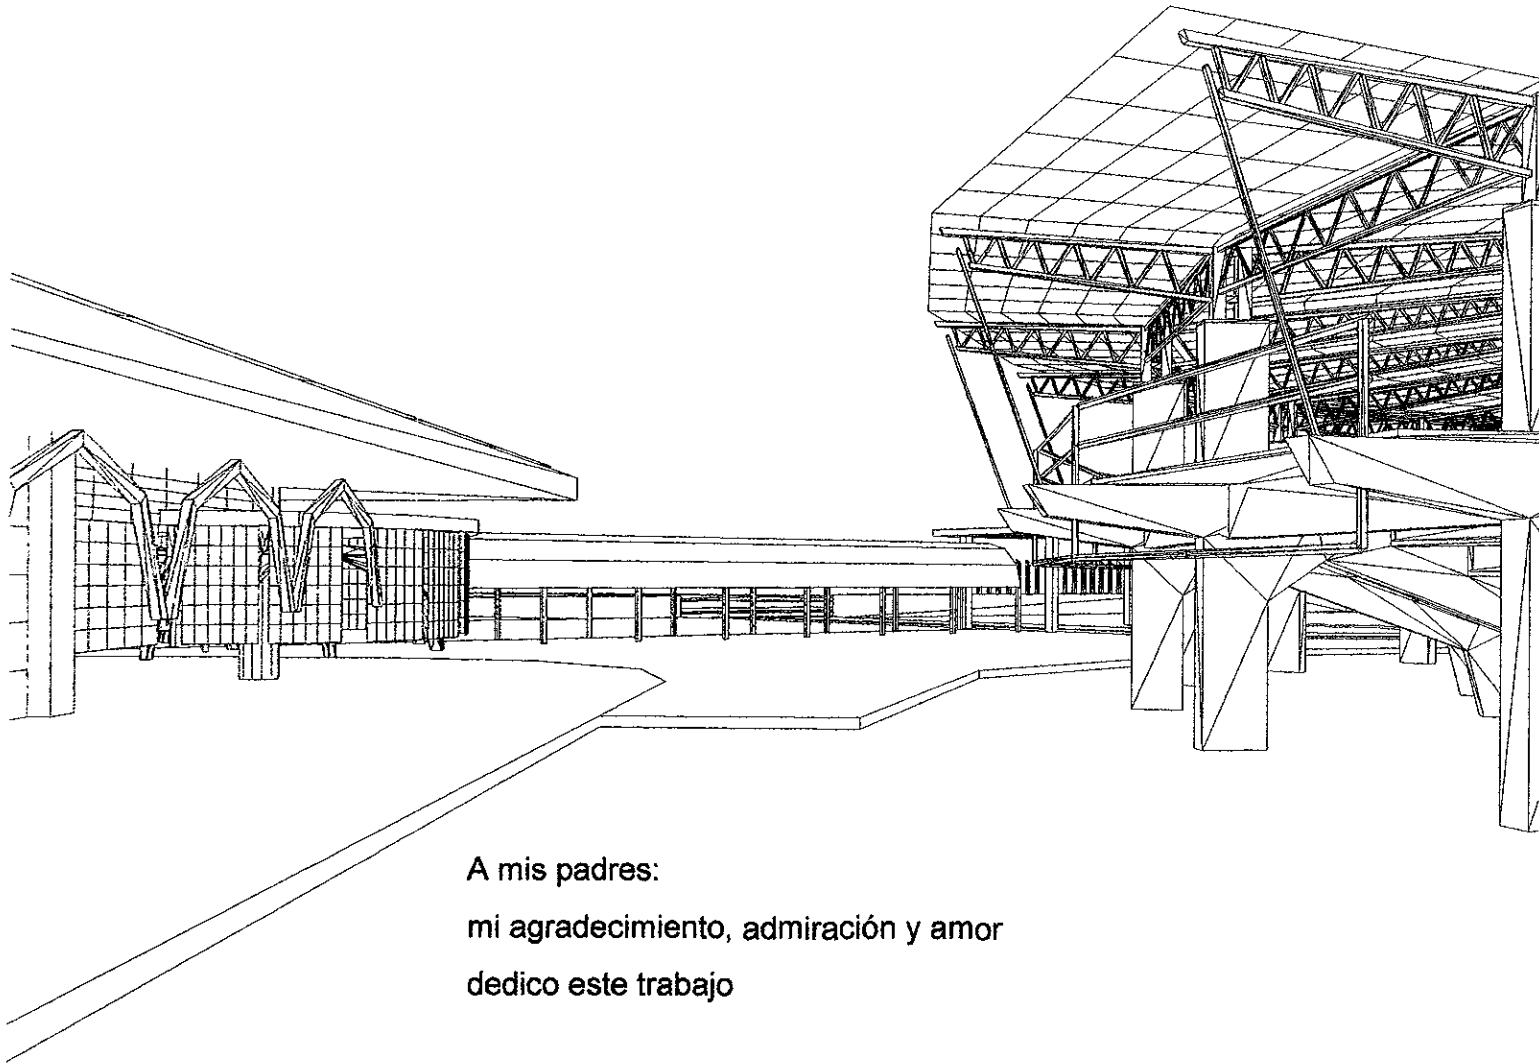 A mis padres:
mi agradecimiento, admiración y amor
dedico este trabajo